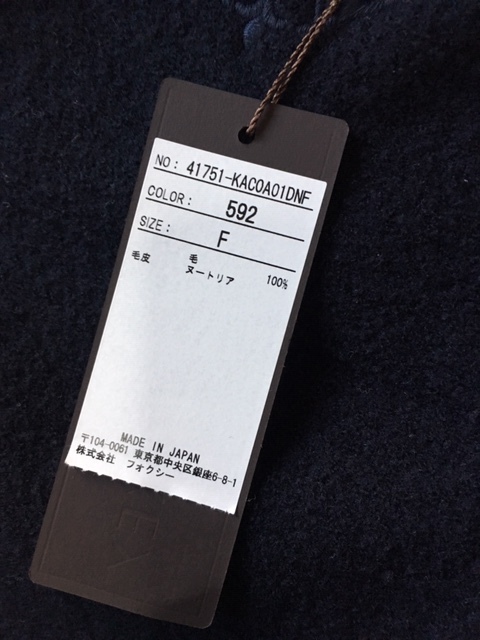 NO: 41751-KACOA01DNF
COLOR: 592
SIZE: F
毛皮 毛 100%
ヌートリア
MADE IN JAPAN
〒104-0061 東京都中央区銀座6-8-1
株式会社 フォクシー